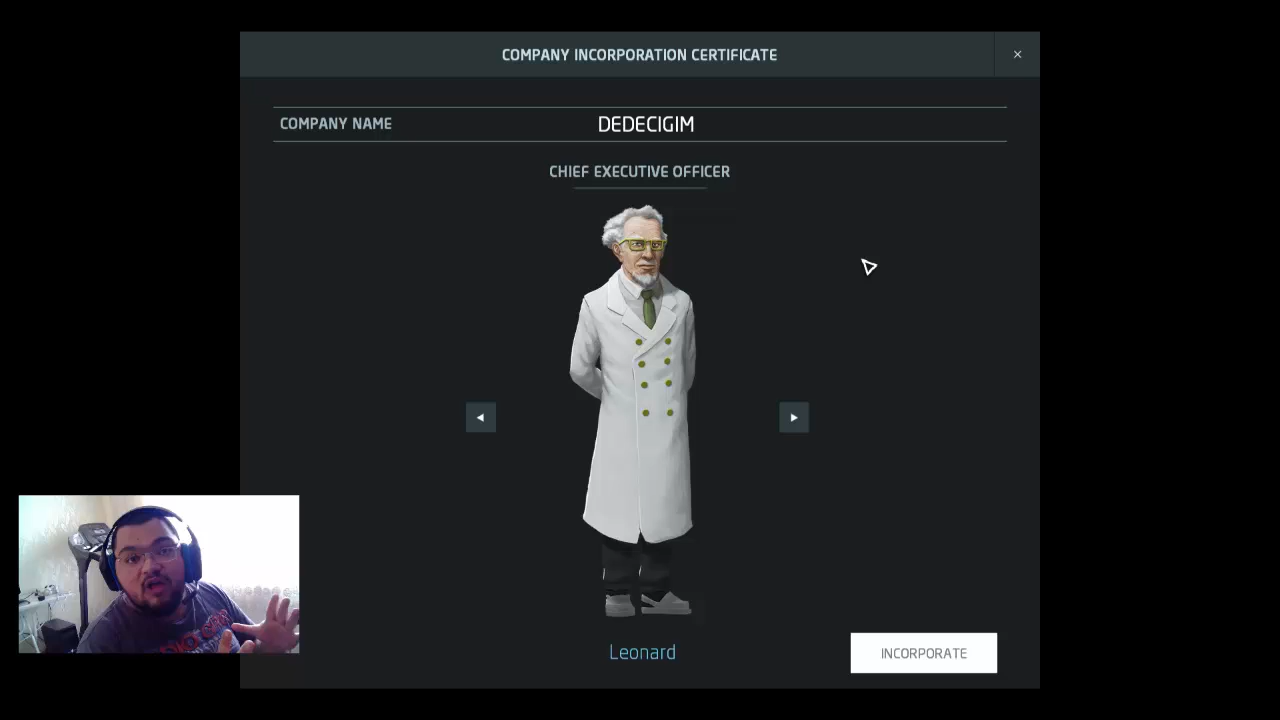 COMPANY INCORPORATION CERTIFICATE
COMPANY NAME
DEDECIGIM
CHIEF EXECUTIVE OFFICER
Leonard
INCORPORATE